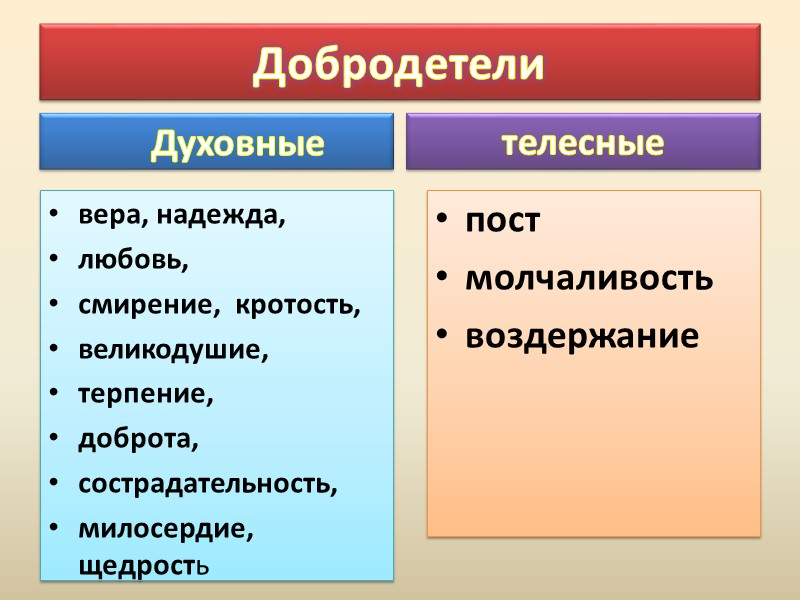 Добродетели
Духовные
телесные
• вера, надежда,
• любовь,
• смирение, кротость,
• великодушие,
• терпение,
• доброта,
• сострадательность,
• милосердие,
щедрость
• пост
• молчаливость
• воздержание